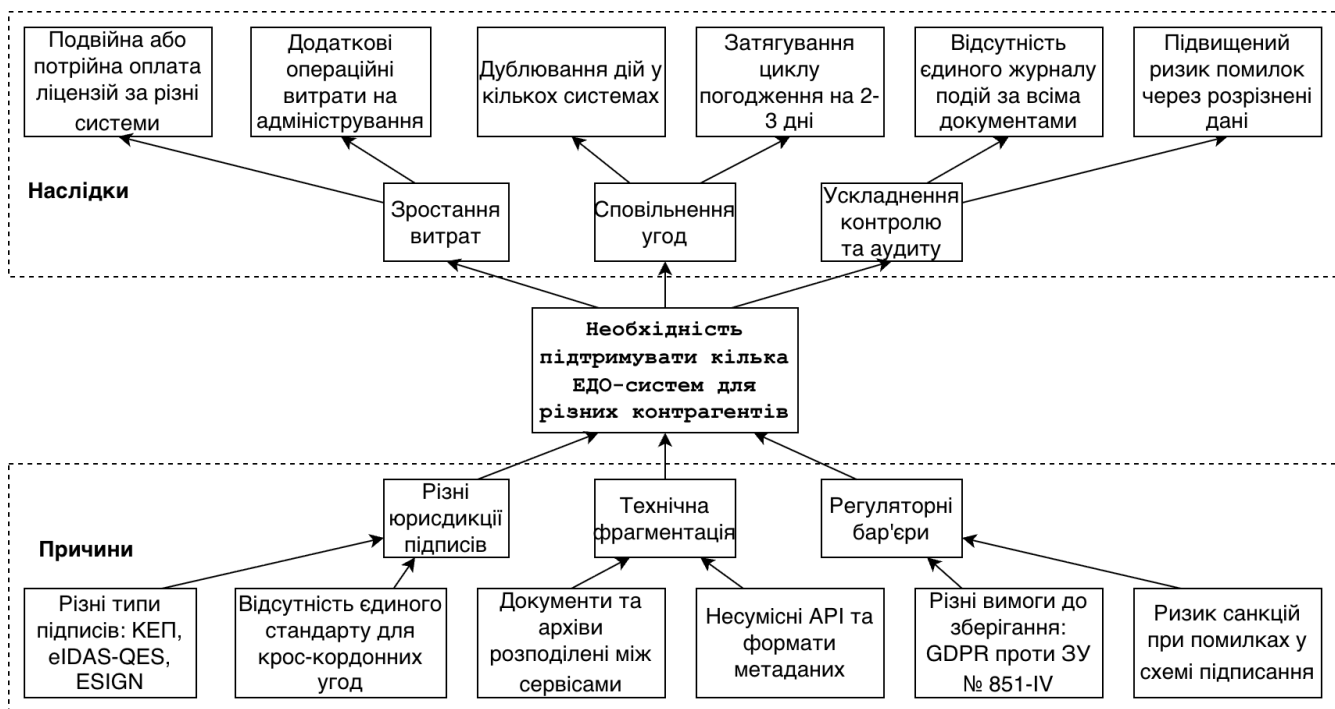 Подвійна або
потрійна оплата
ліцензій за різні
системи
Додаткові
операційні
витрати на
адміністрування
Дублювання дій у
кількох системах
Затягування
циклу
погодження на 2-
3 дні
Відсутність
єдиного журналу
подій за всіма
документами
Підвищений
ризик помилок
через розрізнені
дані
Наслідки
Зростання
витрат
Сповільнення
угод
Ускладнення
контролю
та аудиту
Необхідність
підтримувати кілька
ЕДО-систем для
різних контрагентів
Причини
Різні
юрисдикції
підписів
Технічна
фрагментація
Регуляторні
бар'єри
Різні типи
підписів: КЕП,
eIDAS-QES,
ESIGN
Відсутність єдиного
стандарту для
крос-кордонних
угод
Документи та
архіви
розподілені між
сервісами
Несумісні API та
формати
метаданих
Різні вимоги до
зберігання:
GDPR проти ЗУ
№ 851-IV
Ризик санкцій
при помилках у
схемі підписання